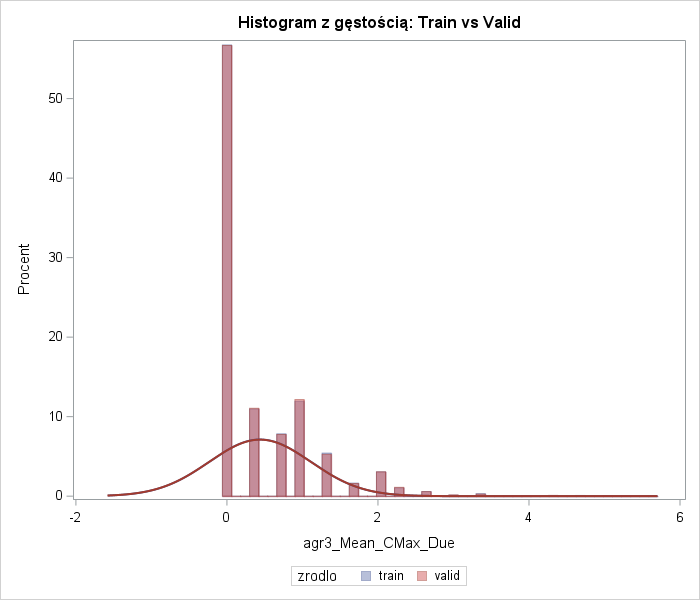 Histogram z gęstością: Train vs Valid
Procent
50
40
30
20
10
0
-2 0 2 4 6
agr3_Mean_CMax_Due
zrodlo train valid